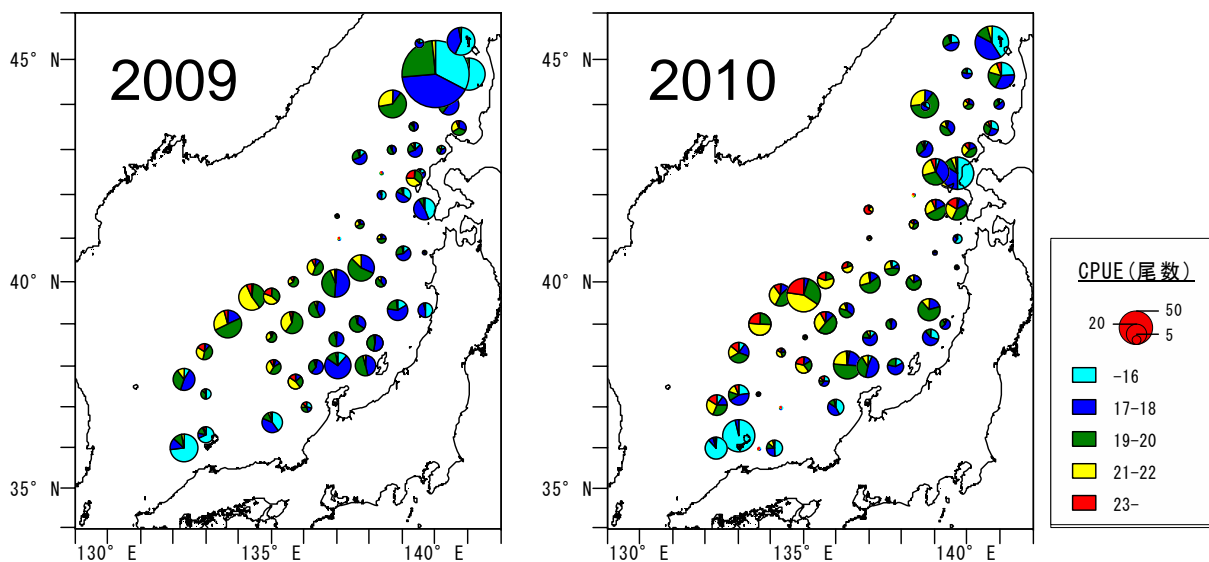 2009
2010
45° N
40° N
35° N
130° E
135° E
140° E
45° N
40° N
35° N
130° E
135° E
140° E
CPUE(尾数)
50
20
5
-16
17-18
19-20
21-22
23-